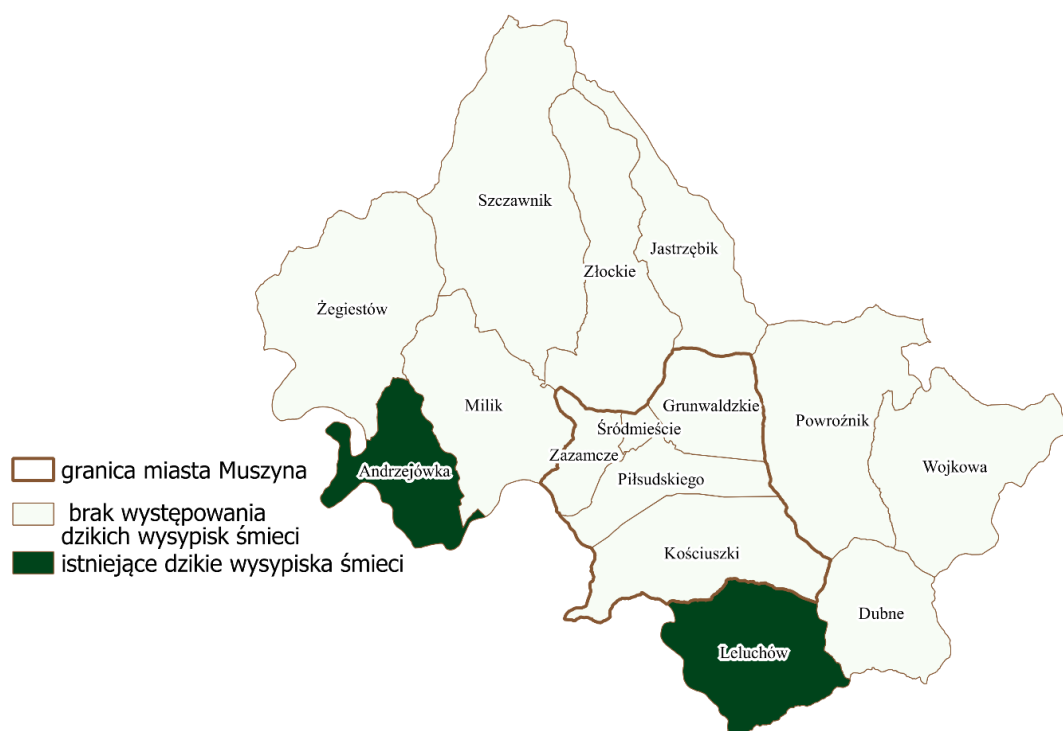 Szczawnik
Jastrzębik
Złockie
Żegiestów
Milik
Grunwaldzkie
Śródmieście
Powroźnik
Zazamcze
Wojkowa
Andrzejówka
Piłsudskiego
Kościuszki
Dubne
Leluchów
granica miasta Muszyna
brak występowania
dzikich wysypisk śmieci
istniejące dzikie wysypiska śmieci